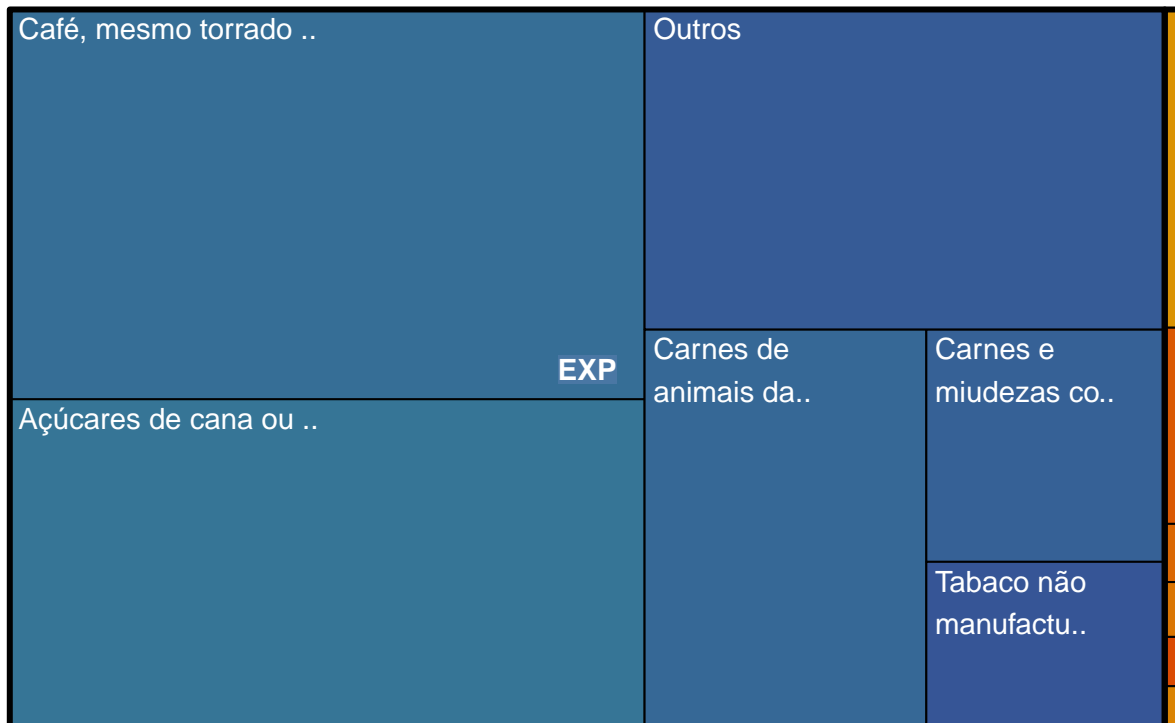 Café, mesmo torrado ..
Outros
EXP
Carnes de
animais da..
Carnes e
miudezas co..
Açúcares de cana ou ..
Tabaco não
manufactu..